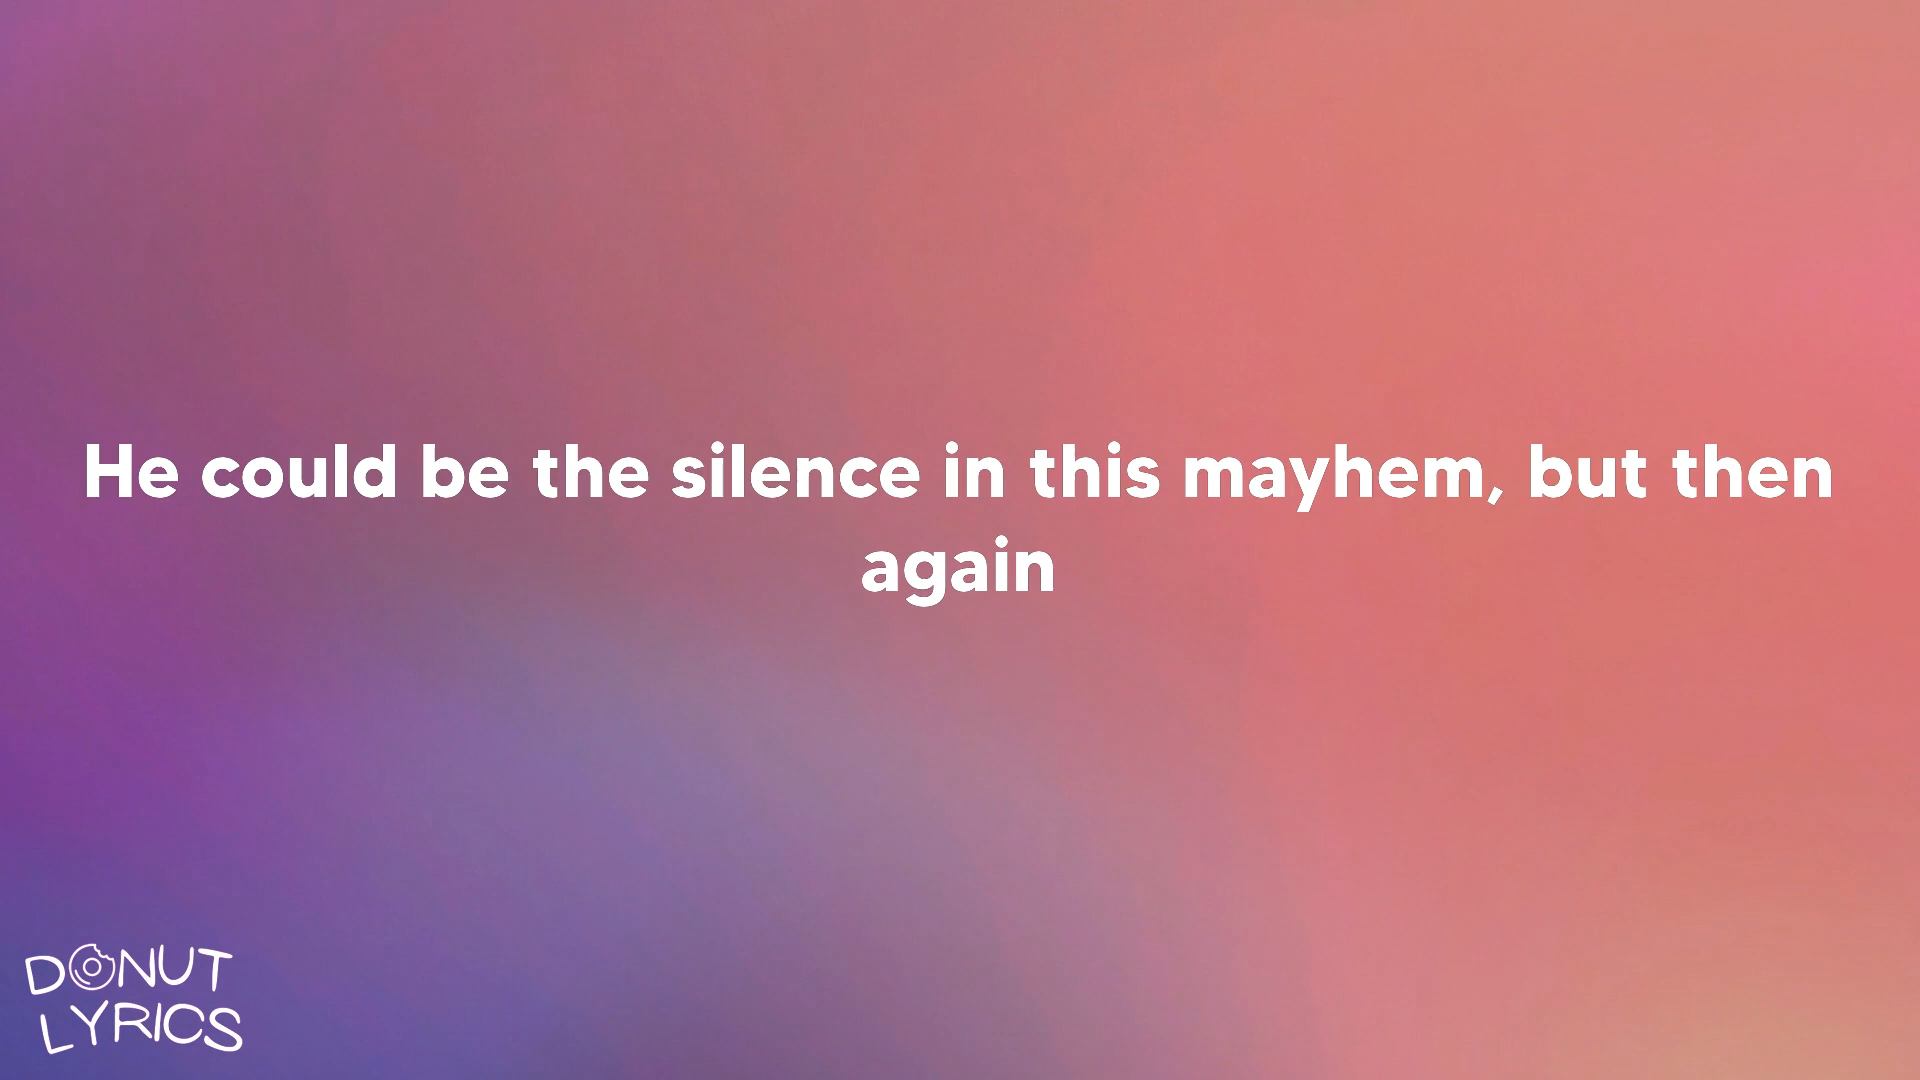 He could be the silence in this mayhem, but then
again
DONUT
LYRICS